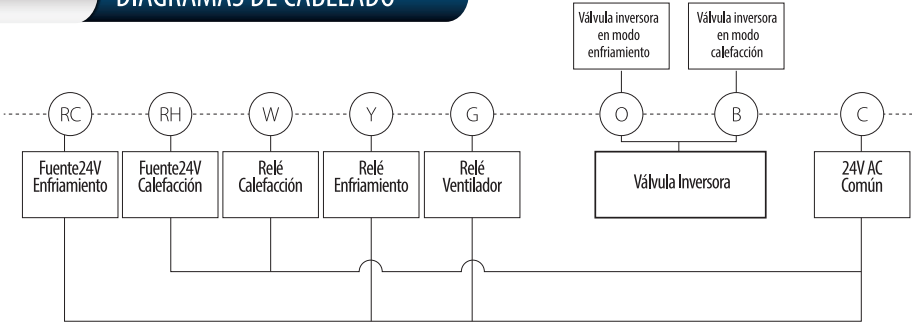 DIAGRAMAS DE CABLEADO
Válvula inversora
en modo
enfriamiento
Válvula inversora
en modo
calefacción
RC
RH
W
Y
G
O
B
C
Fuente24V
Enfriamiento
Fuente24V
Calefacción
Relé
Calefacción
Relé
Enfriamiento
Relé
Ventilador
Válvula Inversora
24V AC
Común